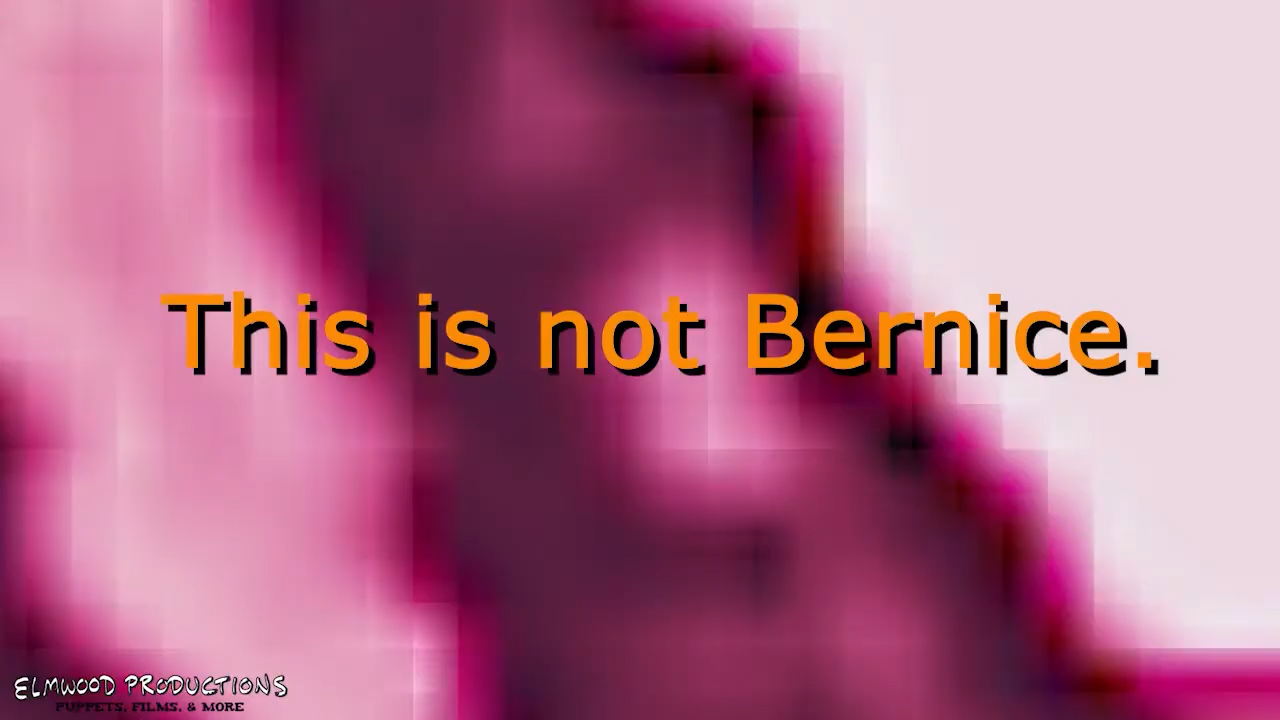 This is not Bernice.
ELMWOOD PRODUCTIONS
PUPPETS, FILMS, & MORE